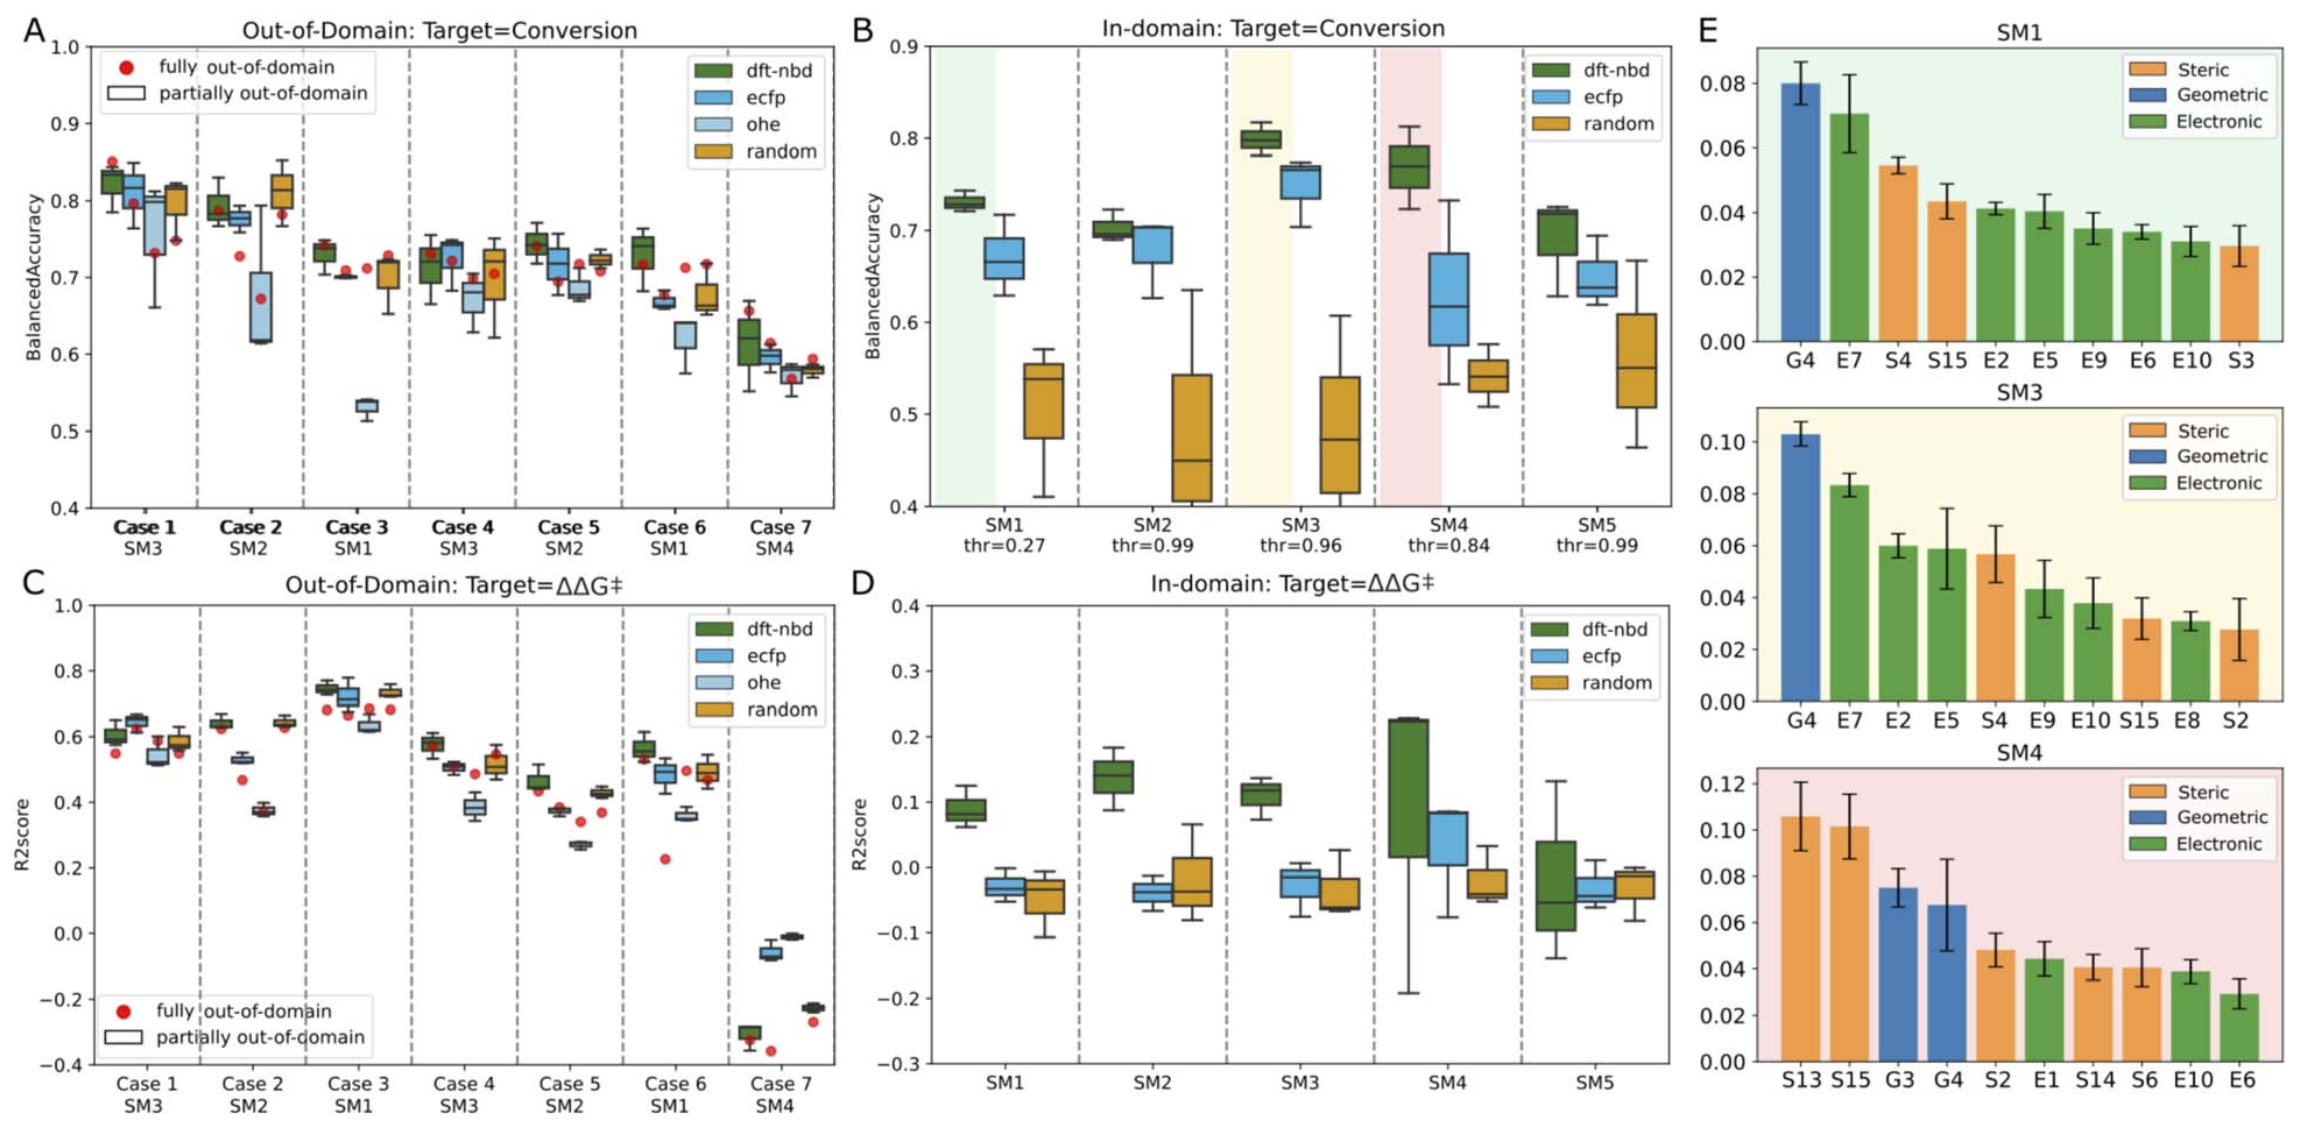 A
Out-of-Domain: Target=Conversion
BalancedAccuracy
1.0
0.9
0.8
0.7
0.6
0.5
0.4
fully out-of-domain
partially out-of-domain
dft-nbd
ecfp
ohe
random
Case 1 Case 2 Case 3 Case 4 Case 5 Case 6 Case 7
SM3 SM2 SM1 SM3 SM2 SM1 SM4
B
In-domain: Target=Conversion
BalancedAccuracy
0.9
0.8
0.7
0.6
0.5
0.4
dft-nbd
ecfp
random
SM1 SM2 SM3 SM4 SM5
thr=0.27 thr=0.99 thr=0.96 thr=0.84 thr=0.99
C
Out-of-Domain: Target=ΔΔG‡
R2score
1.0
0.8
0.6
0.4
0.2
0.0
−0.2
−0.4
dft-nbd
ecfp
ohe
random
fully out-of-domain
partially out-of-domain
Case 1 Case 2 Case 3 Case 4 Case 5 Case 6 Case 7
SM3 SM2 SM1 SM3 SM2 SM1 SM4
D
In-domain: Target=ΔΔG‡
R2score
0.4
0.3
0.2
0.1
0.0
−0.1
−0.2
−0.3
dft-nbd
ecfp
random
SM1 SM2 SM3 SM4 SM5
E
SM1
0.08
0.06
0.04
0.02
0.00
Steric
Geometric
Electronic
G4 E7 S4 S15 E2 E5 E9 E6 E10 S3
SM3
0.10
0.08
0.06
0.04
0.02
0.00
Steric
Geometric
Electronic
G4 E7 E2 E5 S4 E9 E10 S15 E8 S2
SM4
0.12
0.10
0.08
0.06
0.04
0.02
0.00
Steric
Geometric
Electronic
S13 S15 G3 G4 S2 E1 S14 S6 E10 E6